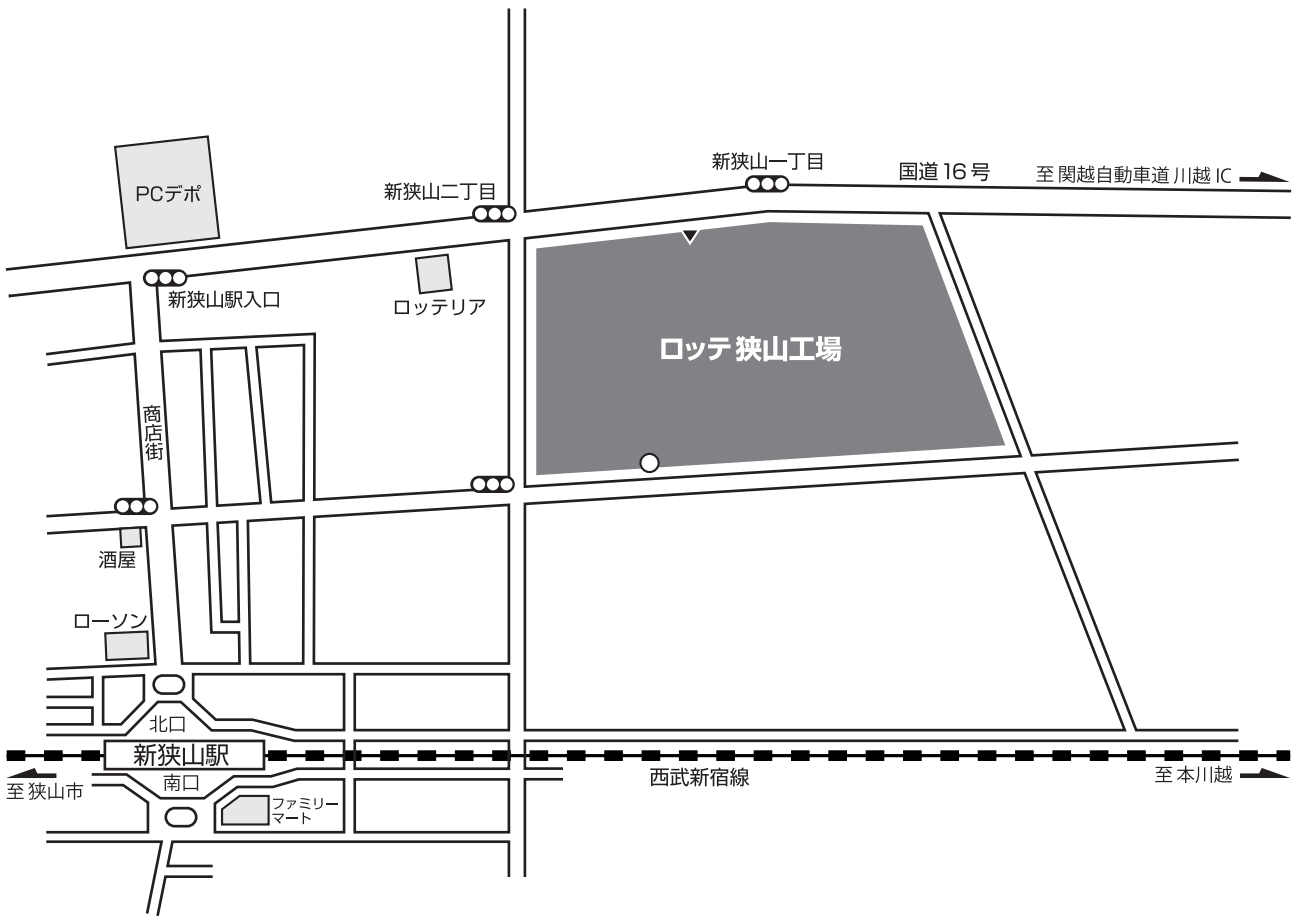 新狭山一丁目
国道16号
至 関越自動車道 川越 IC
PCデポ
新狭山二丁目
新狭山駅入口
ロッテリア
ロッテ 狭山工場
商店街
酒屋
ローソン
北口
新狭山駅
南口
至 狭山市
西武新宿線
至 本川越
ファミリー
マート